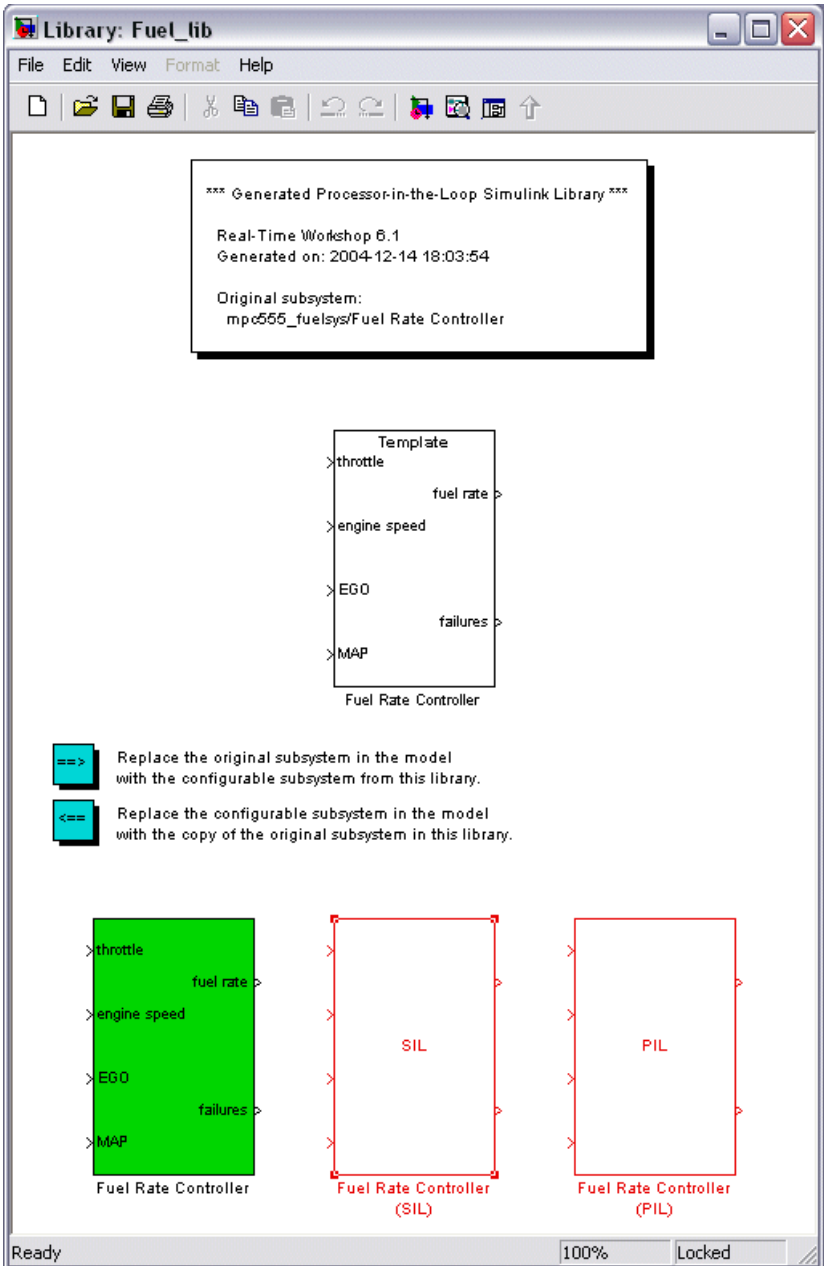 Library: Fuel_lib
File Edit View Format Help
*** Generated Processor-in-the-Loop Simulink Library ***
Real-Time Workshop 6.1
Generated on: 2004-12-14 18:03:54
Original subsystem:
mpc555_fuelsys/Fuel Rate Controller
Template
throttle
fuel rate
engine speed
EGO
failures
MAP
Fuel Rate Controller
==> Replace the original subsystem in the model
with the configurable subsystem from this library.
<== Replace the configurable subsystem in the model
with the copy of the original subsystem in this library.
throttle
fuel rate
engine speed
EGO
failures
MAP
Fuel Rate Controller
SIL
Fuel Rate Controller
(SIL)
PIL
Fuel Rate Controller
(PIL)
Ready 100% Locked